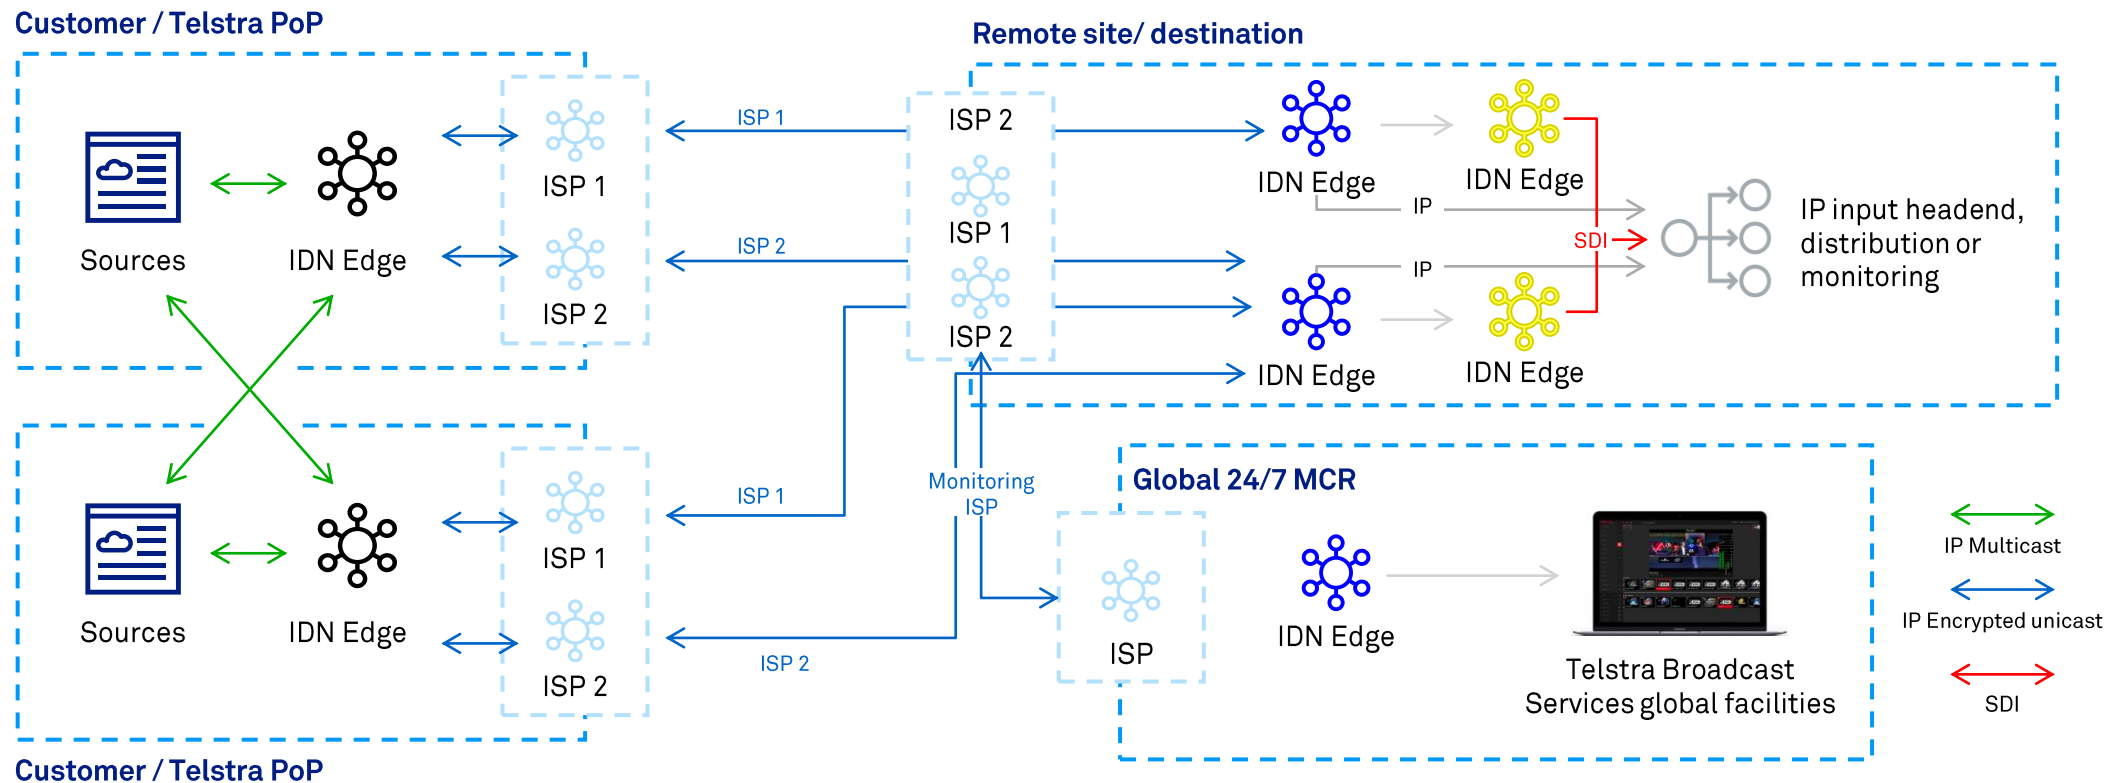 Customer / Telstra PoP
Sources
IDN Edge
ISP 1
ISP 2
ISP 1
ISP 2
Remote site/ destination
ISP 2
ISP 1
ISP 2
IDN Edge
IDN Edge
IP
SDI
IP
IDN Edge
IDN Edge
IP input headend,
distribution or
monitoring
Sources
IDN Edge
ISP 1
ISP 2
Customer / Telstra PoP
ISP 1
ISP 2
Monitoring
ISP
Global 24/7 MCR
ISP
IDN Edge
Telstra Broadcast
Services global facilities
IP Multicast
IP Encrypted unicast
SDI